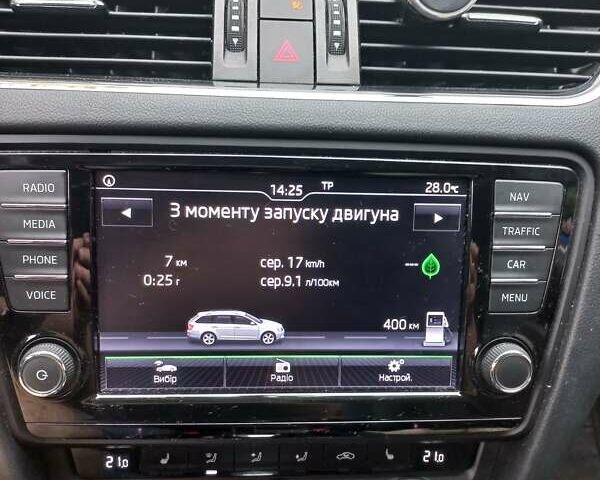 14:25 TP 28.0°C
З моменту запуску двигуна
7 км сер. 17 km/h
0:25 г сер. 9.1 л/100км
---
400 км
Вибір Радіо Настрой.
RADIO
MEDIA
PHONE
VOICE
NAV
TRAFFIC
CAR
MENU
21.0 21.0